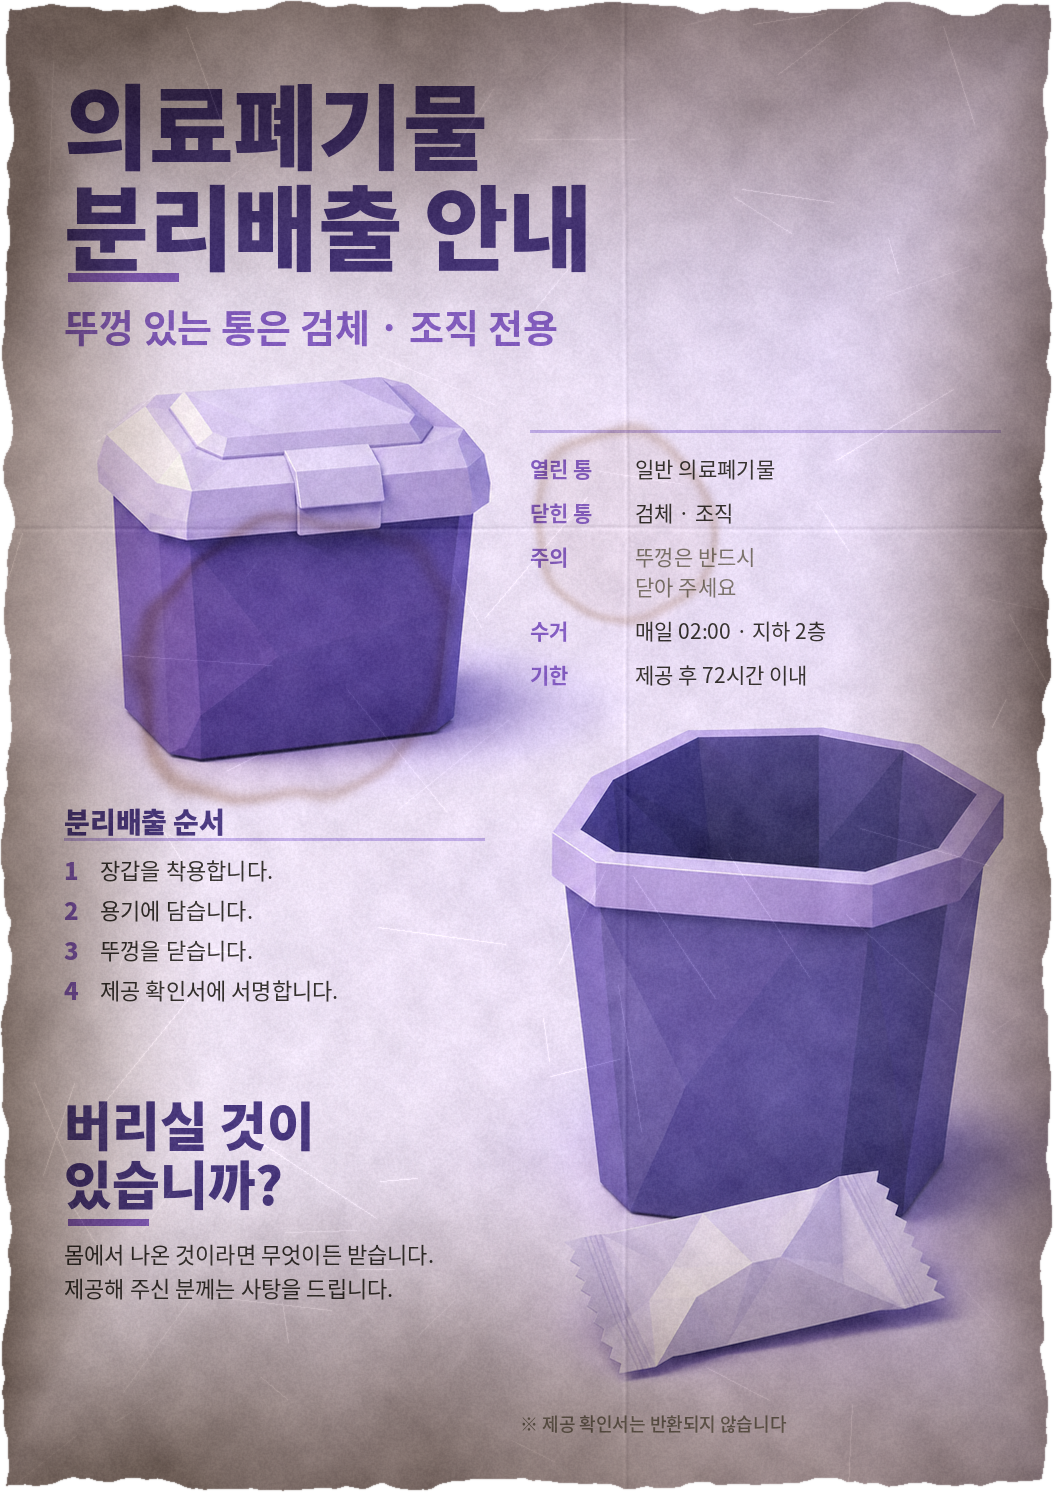 의료폐기물
분리배출 안내
뚜껑 있는 통은 검체 · 조직 전용
열린 통 일반 의료폐기물
닫힌 통 검체 · 조직
주의 뚜껑은 반드시
닫아 주세요
수거 매일 02:00 · 지하 2층
기한 제공 후 72시간 이내
분리배출 순서
1 장갑을 착용합니다.
2 용기에 담습니다.
3 뚜껑을 닫습니다.
4 제공 확인서에 서명합니다.
버리실 것이
있습니까?
몸에서 나온 것이라면 무엇이든 받습니다.
제공해 주신 분께는 사탕을 드립니다.
※ 제공 확인서는 반환되지 않습니다